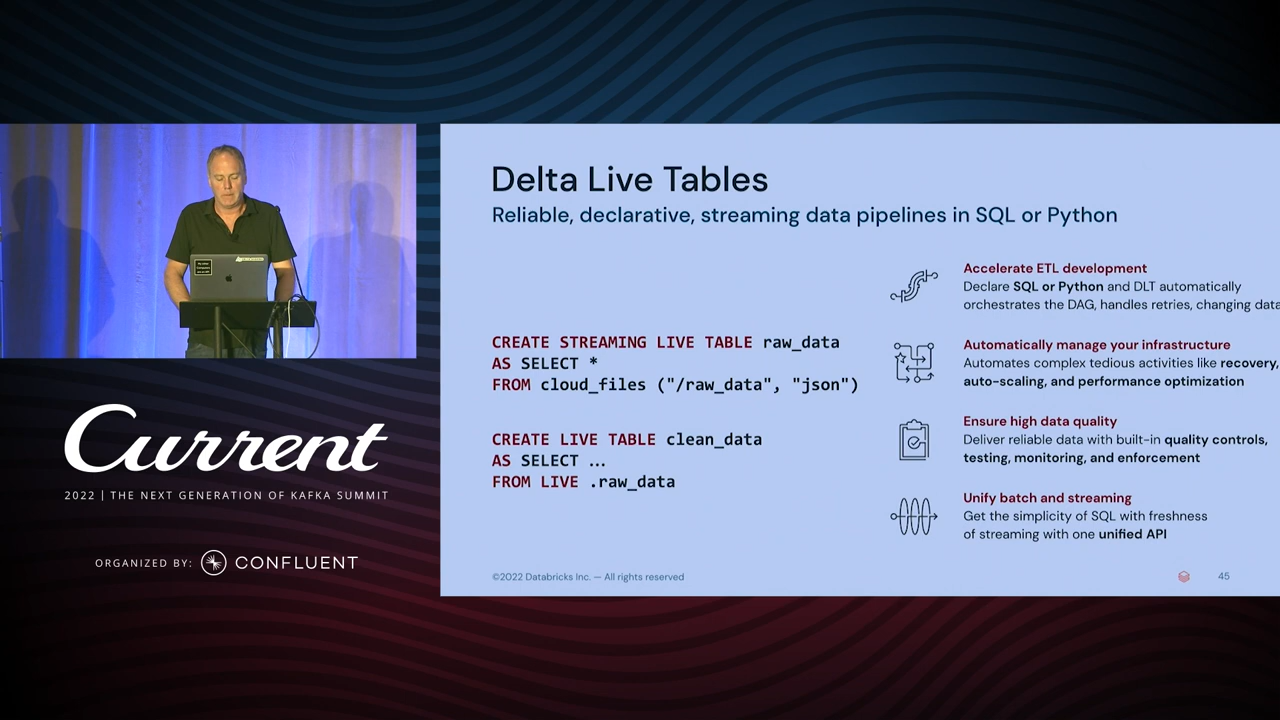 Delta Live Tables
Reliable, declarative, streaming data pipelines in SQL or Python
CREATE STREAMING LIVE TABLE raw_data
AS SELECT *
FROM cloud_files ("/raw_data", "json")
CREATE LIVE TABLE clean_data
AS SELECT …
FROM LIVE .raw_data
Accelerate ETL development
Declare SQL or Python and DLT automatically
orchestrates the DAG, handles retries, changing data
Automatically manage your infrastructure
Automates complex tedious activities like recovery,
auto-scaling, and performance optimization
Ensure high data quality
Deliver reliable data with built-in quality controls,
testing, monitoring, and enforcement
Unify batch and streaming
Get the simplicity of SQL with freshness
of streaming with one unified API
©2022 Databricks Inc. — All rights reserved
45
Current
2022 | THE NEXT GENERATION OF KAFKA SUMMIT
ORGANIZED BY: CONFLUENT